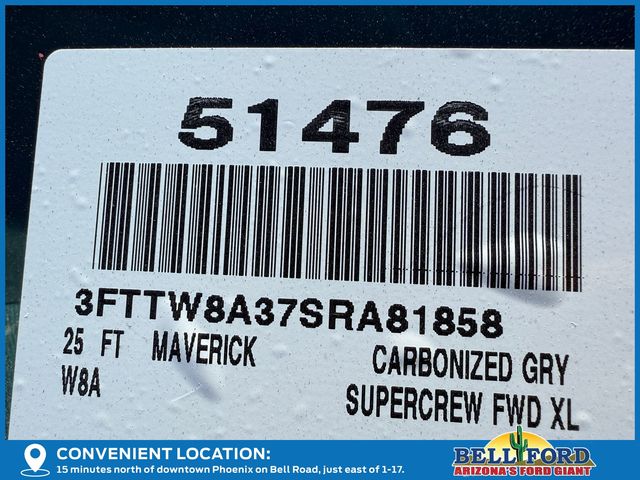 51476
3FTTW8A37SRA81858
25 FT MAVERICK CARBONIZED GRY
W8A SUPERCREW FWD XL
CONVENIENT LOCATION:
15 minutes north of downtown Phoenix on Bell Road, just east of 1-17.
BELL FORD
ARIZONA'S FORD GIANT